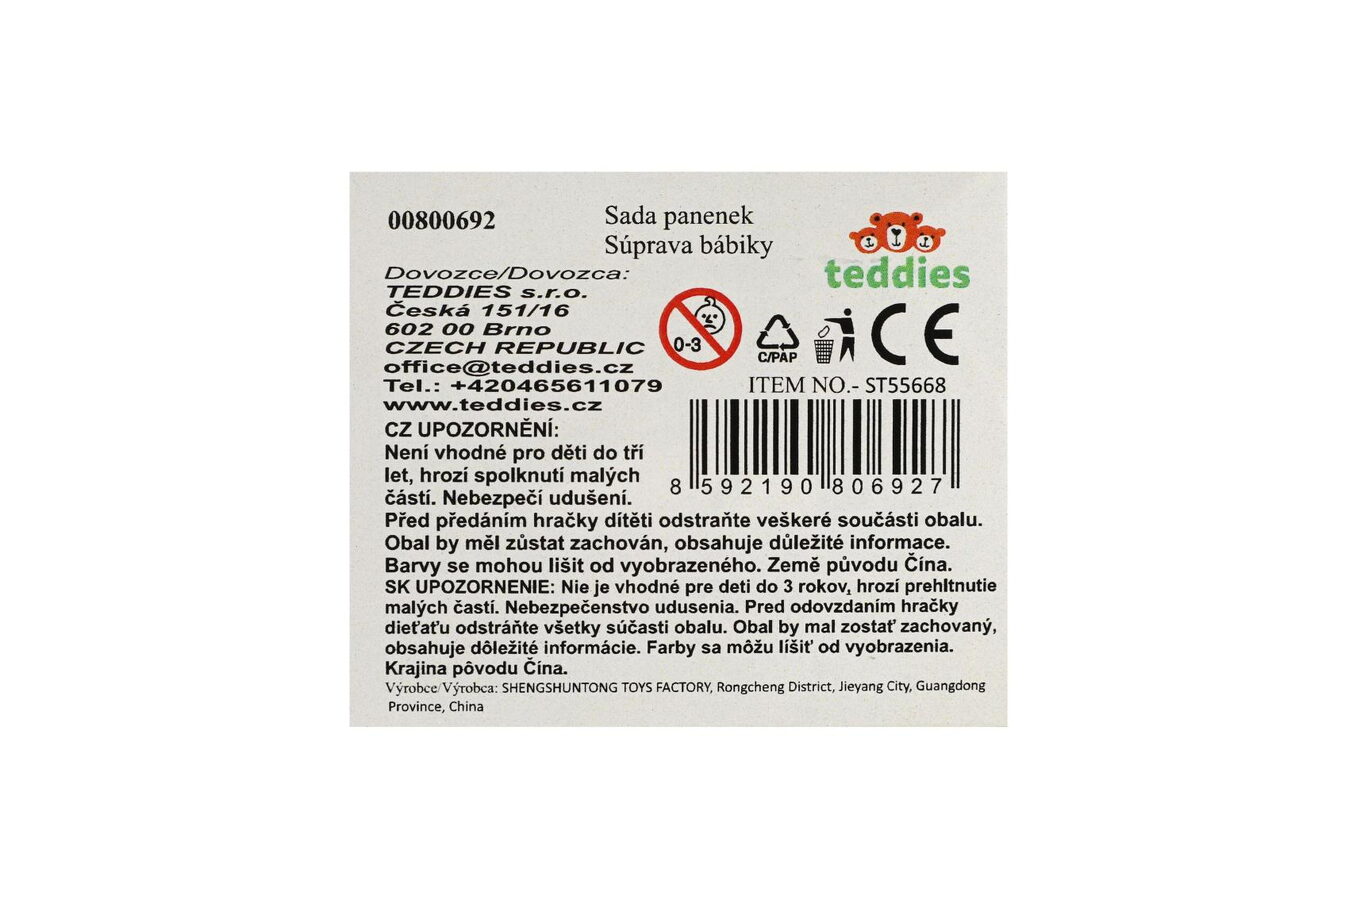 00800692
Sada panenek
Súprava bábiky
teddies
Dovozce/Dovozca:
TEDDIES s.r.o.
Česká 151/16
602 00 Brno
CZECH REPUBLIC
office@teddies.cz
Tel.: +420465611079
www.teddies.cz
0-3
C/PAP
CE
ITEM NO.- ST55668
8 592190 806927
CZ UPOZORNĚNÍ:
Není vhodné pro děti do tří
let, hrozí spolknutí malých
částí. Nebezpečí udušení.
Před předáním hračky dítěti odstraňte veškeré součásti obalu.
Obal by měl zůstat zachován, obsahuje důležité informace.
Barvy se mohou lišit od vyobrazeného. Země původu Čína.
SK UPOZORNENIE: Nie je vhodné pre deti do 3 rokov, hrozí prehltnutie
malých častí. Nebezpečenstvo udusenia. Pred odovzdaním hračky
dieťaťu odstráňte všetky súčasti obalu. Obal by mal zostať zachovaný,
obsahuje dôležité informácie. Farby sa môžu líšiť od vyobrazenia.
Krajina pôvodu Čína.
Výrobce/Výrobca: SHENGSHUNTONG TOYS FACTORY, Rongcheng District, Jieyang City, Guangdong
Province, China